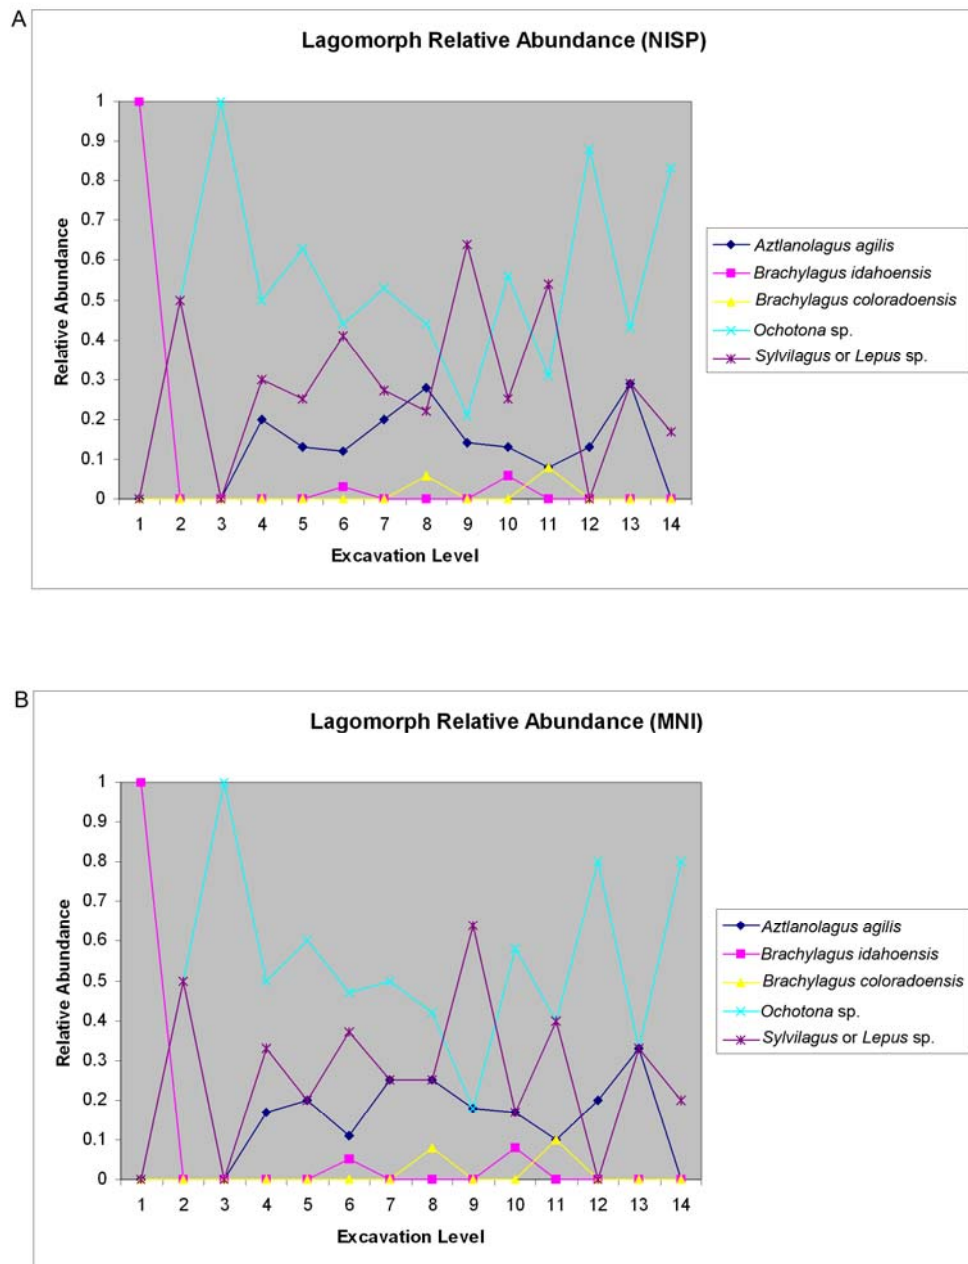 A
Lagomorph Relative Abundance (NISP)
Relative Abundance
1
0.9
0.8
0.7
0.6
0.5
0.4
0.3
0.2
0.1
0
1 2 3 4 5 6 7 8 9 10 11 12 13 14
Excavation Level
Aztlanolagus agilis
Brachylagus idahoensis
Brachylagus coloradoensis
Ochotona sp.
Sylvilagus or Lepus sp.
B
Lagomorph Relative Abundance (MNI)
Relative Abundance
1
0.9
0.8
0.7
0.6
0.5
0.4
0.3
0.2
0.1
0
1 2 3 4 5 6 7 8 9 10 11 12 13 14
Excavation Level
Aztlanolagus agilis
Brachylagus idahoensis
Brachylagus coloradoensis
Ochotona sp.
Sylvilagus or Lepus sp.